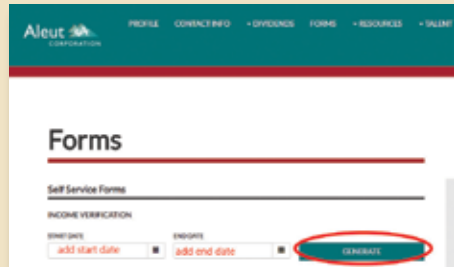 Aleut
CORPORATION
PROFILE CONTACT INFO DIVIDENDS FORMS RESOURCES TALENT
Forms
Self Service Forms
INCOME VERIFICATION
START DATE END DATE
add start date add end date GENERATE